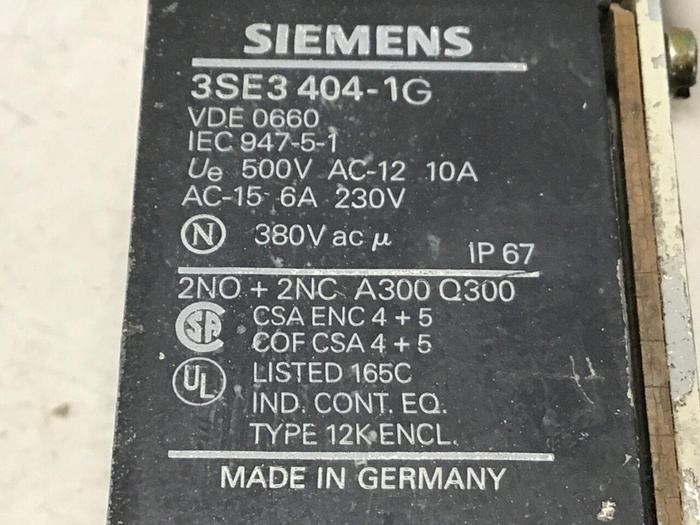 SIEMENS
3SE3 404-1G
VDE 0660
IEC 947-5-1
Ue 500V AC-12 10A
AC-15 6A 230V
N 380V ac µ IP 67
2NO + 2NC A300 Q300
SA CSA ENC 4 + 5
COF CSA 4 + 5
UL LISTED 165C
IND. CONT. EQ.
TYPE 12K ENCL.
MADE IN GERMANY